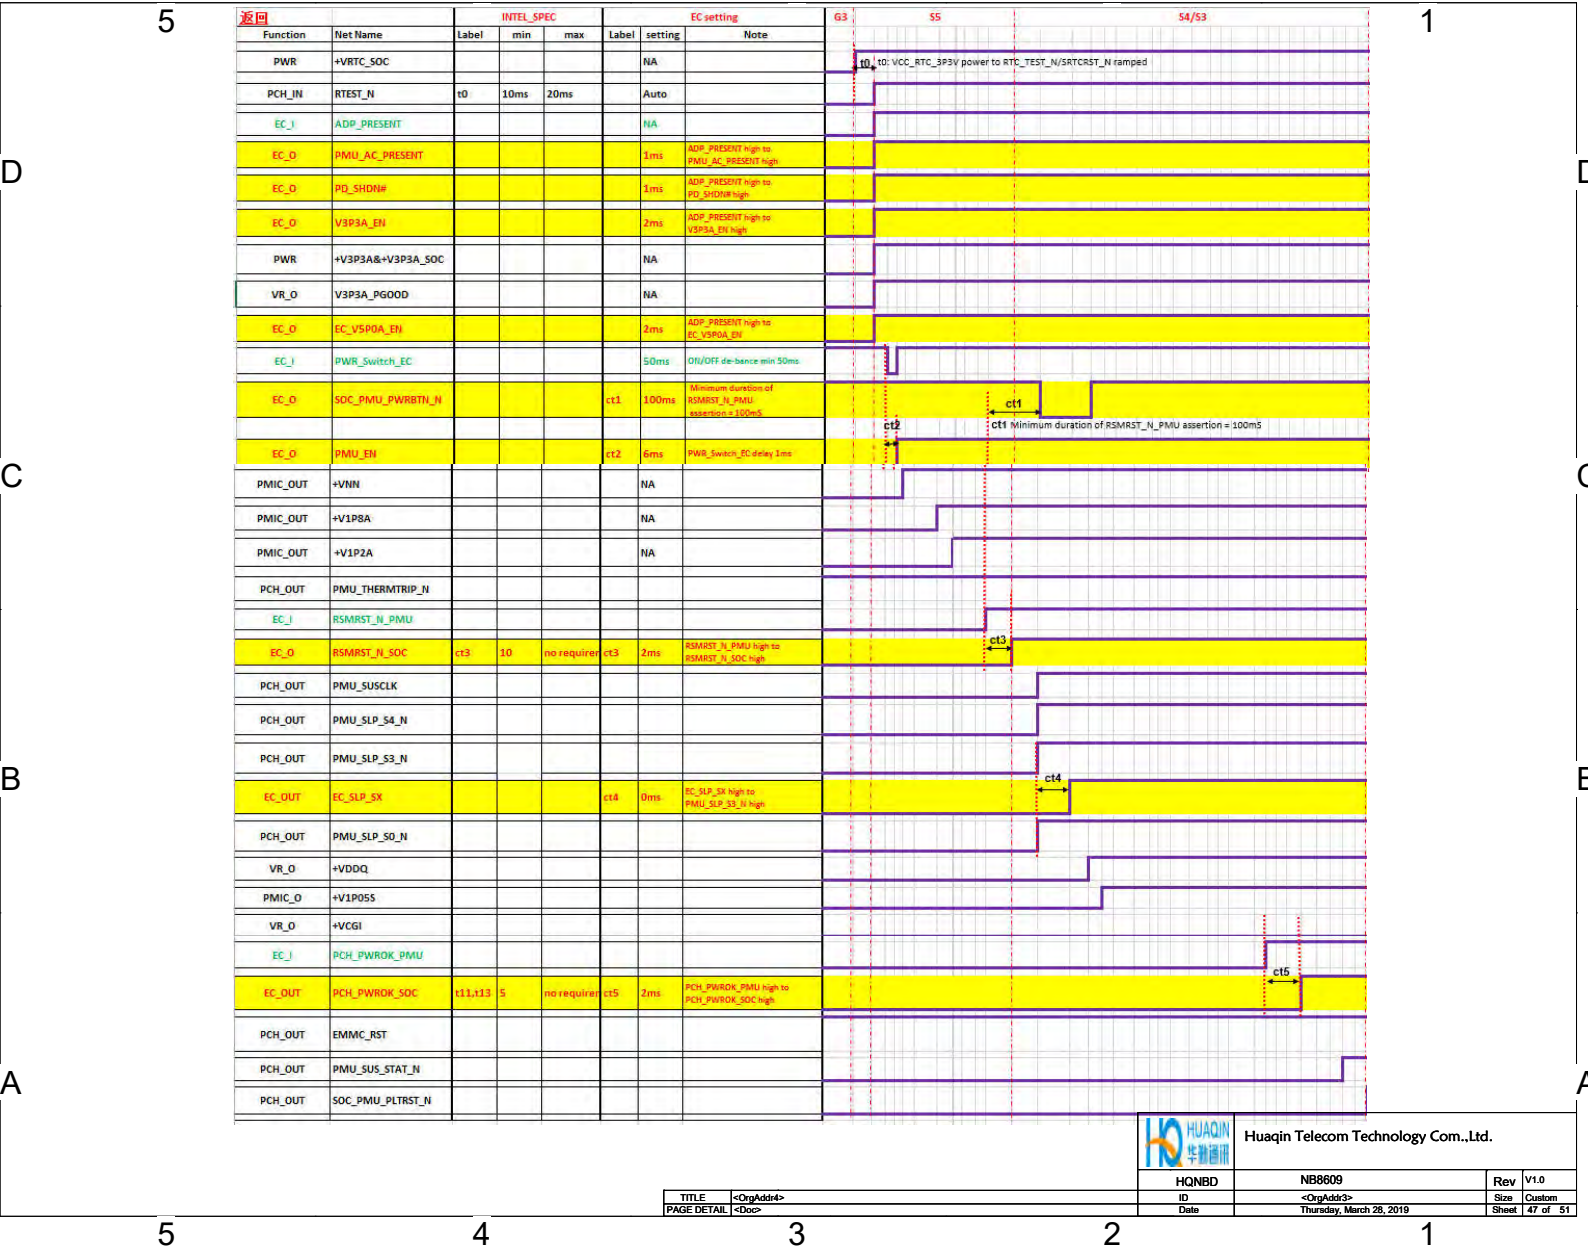 5
1
返回 INTEL_SPEC EC setting G3 S5 S4/S3
Function Net Name Label min max Label setting Note
PWR +VRTC_SOC NA
t0 t0: VCC_RTC_3P3V power to RTC_TEST_N/SRTCRST_N ramped
PCH_IN RTEST_N t0 10ms 20ms Auto
EC_I ADP_PRESENT NA
EC_O PMU_AC_PRESENT 1ms ADP_PRESENT high to
PMU_AC_PRESENT high
D
D
EC_O PD_SHDN# 1ms ADP_PRESENT high to
PD_SHDN# high
EC_O V3P3A_EN 2ms ADP_PRESENT high to
V3P3A_EN high
PWR +V3P3A&+V3P3A_SOC NA
VR_O V3P3A_PGOOD NA
EC_O EC_V5P0A_EN 2ms ADP_PRESENT high to
EC_V5P0A_EN
EC_I PWR_Switch_EC 50ms ON/OFF de-bance min 50ms
EC_O SOC_PMU_PWRBTN_N ct1 100ms Minimum duration of
RSMRST_N_PMU
assertion = 100mS
ct1
ct2
ct1 Minimum duration of RSMRST_N_PMU assertion = 100mS
EC_O PMU_EN ct2 6ms PWR_Switch_EC delay 1ms
C
C
PMIC_OUT +VNN NA
PMIC_OUT +V1P8A NA
PMIC_OUT +V1P2A NA
PCH_OUT PMU_THERMTRIP_N
EC_I RSMRST_N_PMU
EC_O RSMRST_N_SOC ct3 10 no requirer ct3 2ms RSMRST_N_PMU high to
RSMRST_N_SOC high
ct3
PCH_OUT PMU_SUSCLK
PCH_OUT PMU_SLP_S4_N
PCH_OUT PMU_SLP_S3_N
B
B
ct4
EC_OUT EC_SLP_SX ct4 0ms EC_SLP_SX high to
PMU_SLP_S3_N high
PCH_OUT PMU_SLP_S0_N
VR_O +VDDQ
PMIC_O +V1P05S
VR_O +VCGI
EC_I PCH_PWROK_PMU
ct5
EC_OUT PCH_PWROK_SOC t11,t13 5 no requirer ct5 2ms PCH_PWROK_PMU high to
PCH_PWROK_SOC high
PCH_OUT EMMC_RST
PCH_OUT PMU_SUS_STAT_N
A
A
PCH_OUT SOC_PMU_PLTRST_N
HQ HUAQIN
华勤通讯
Huaqin Telecom Technology Com.,Ltd.
HQNBD NB8609 Rev V1.0
TITLE <OrgAddr4> ID <OrgAddr3> Size Custom
PAGE DETAIL <Doc> Date Thursday, March 28, 2019 Sheet 47 of 51
5
4
3
2
1